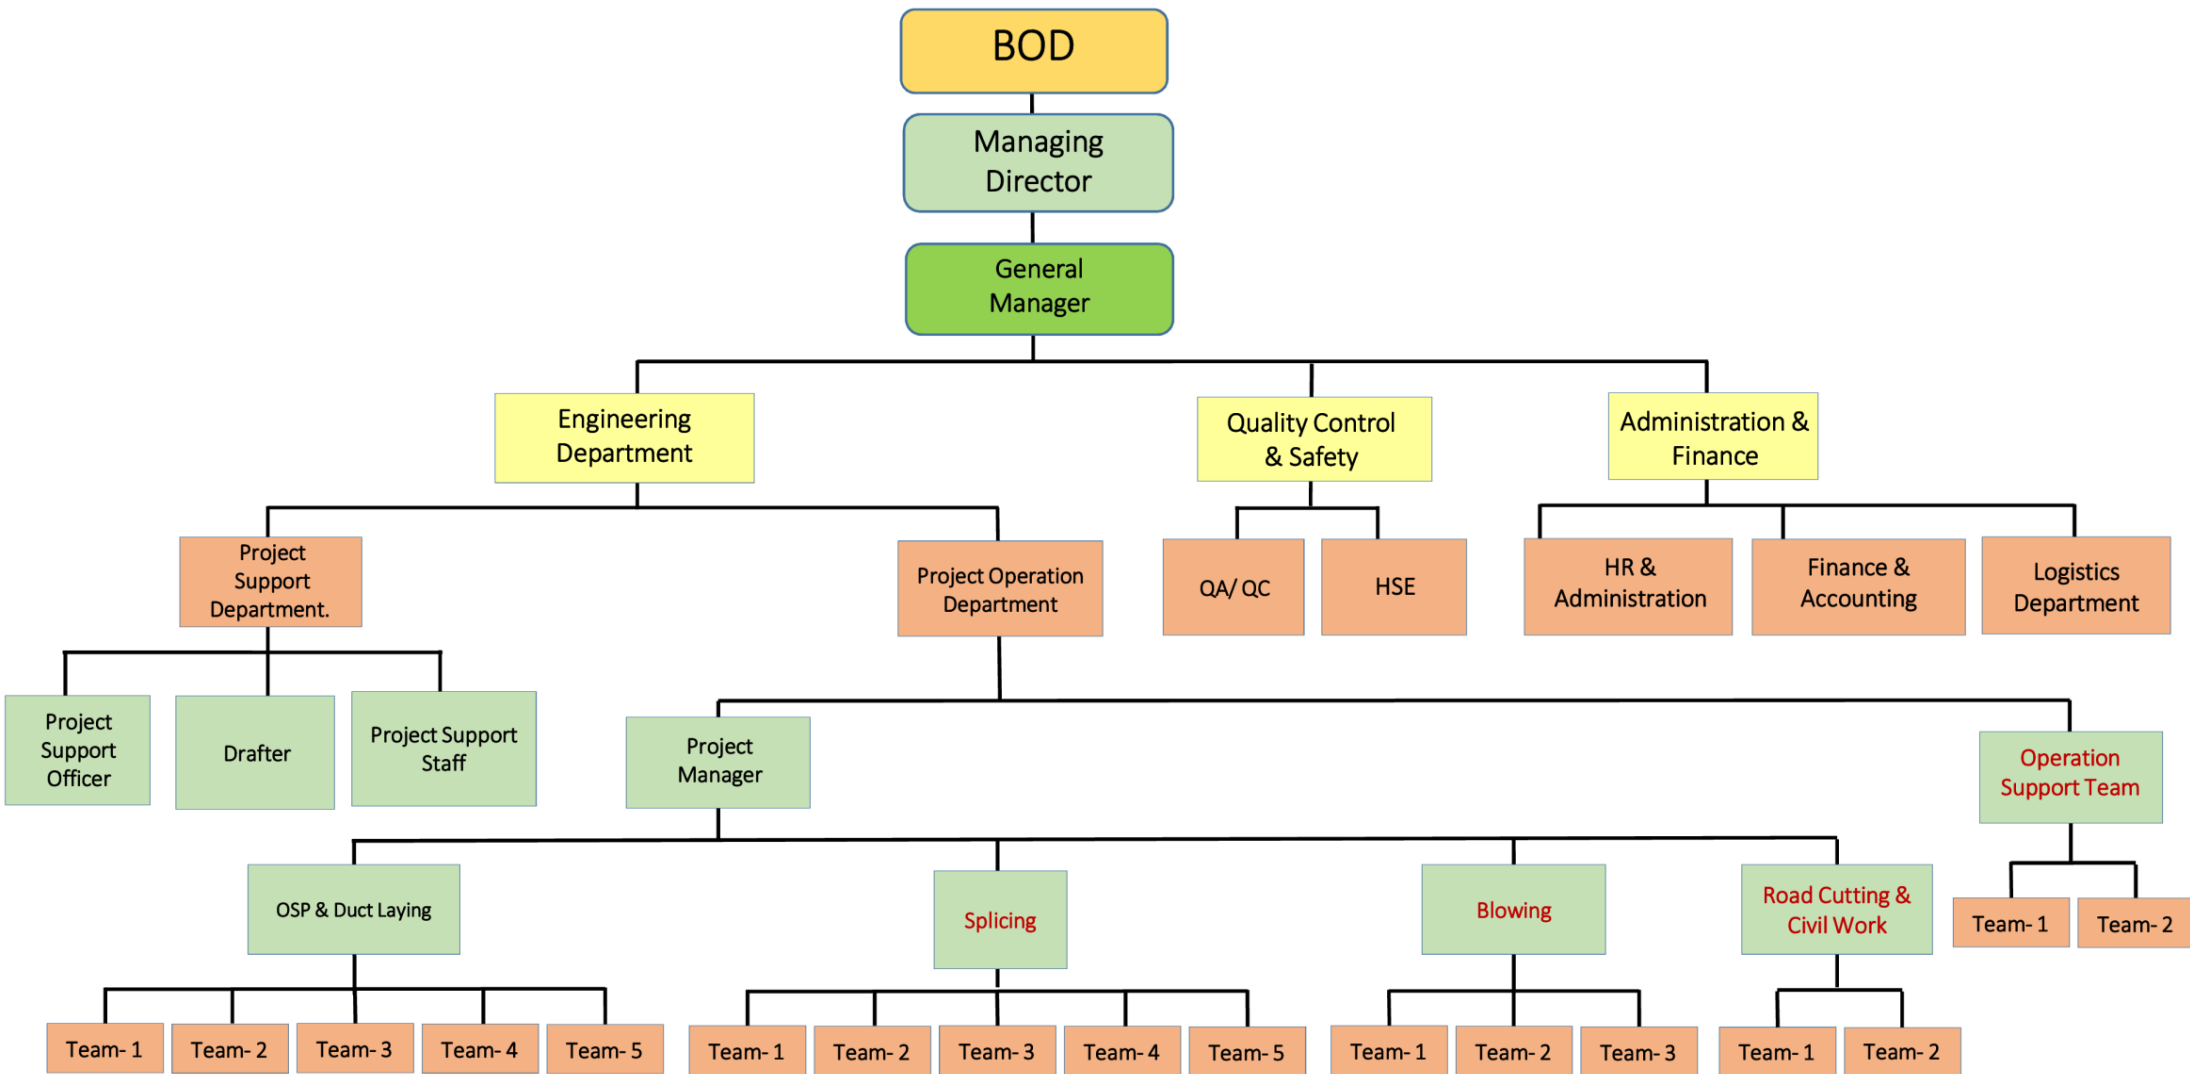 BOD
Managing
Director
General
Manager
Engineering
Department
Quality Control
& Safety
Administration &
Finance
Project
Support
Department.
Project Operation
Department
QA/ QC
HSE
HR &
Administration
Finance &
Accounting
Logistics
Department
Project
Support
Officer
Drafter
Project Support
Staff
Project
Manager
Operation
Support Team
OSP & Duct Laying
Splicing
Blowing
Road Cutting &
Civil Work
Team- 1
Team- 2
Team- 1
Team- 2
Team- 3
Team- 4
Team- 5
Team- 1
Team- 2
Team- 3
Team- 4
Team- 5
Team- 1
Team- 2
Team- 3
Team- 1
Team- 2